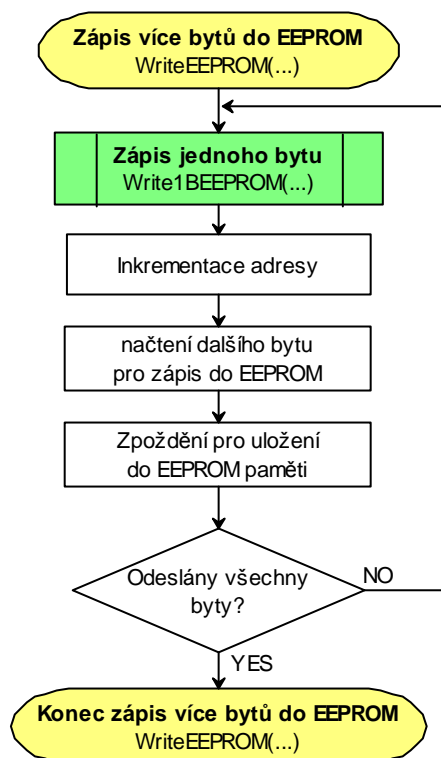 Zápis více bytů do EEPROM
WriteEEPROM(...)
Zápis jednoho bytu
Write1BEEPROM(...)
Inkrementace adresy
načtení dalšího bytu
pro zápis do EEPROM
Zpoždění pro uložení
do EEPROM paměti
Odeslány všechny
byty?
NO
YES
Konec zápis více bytů do EEPROM
WriteEEPROM(...)